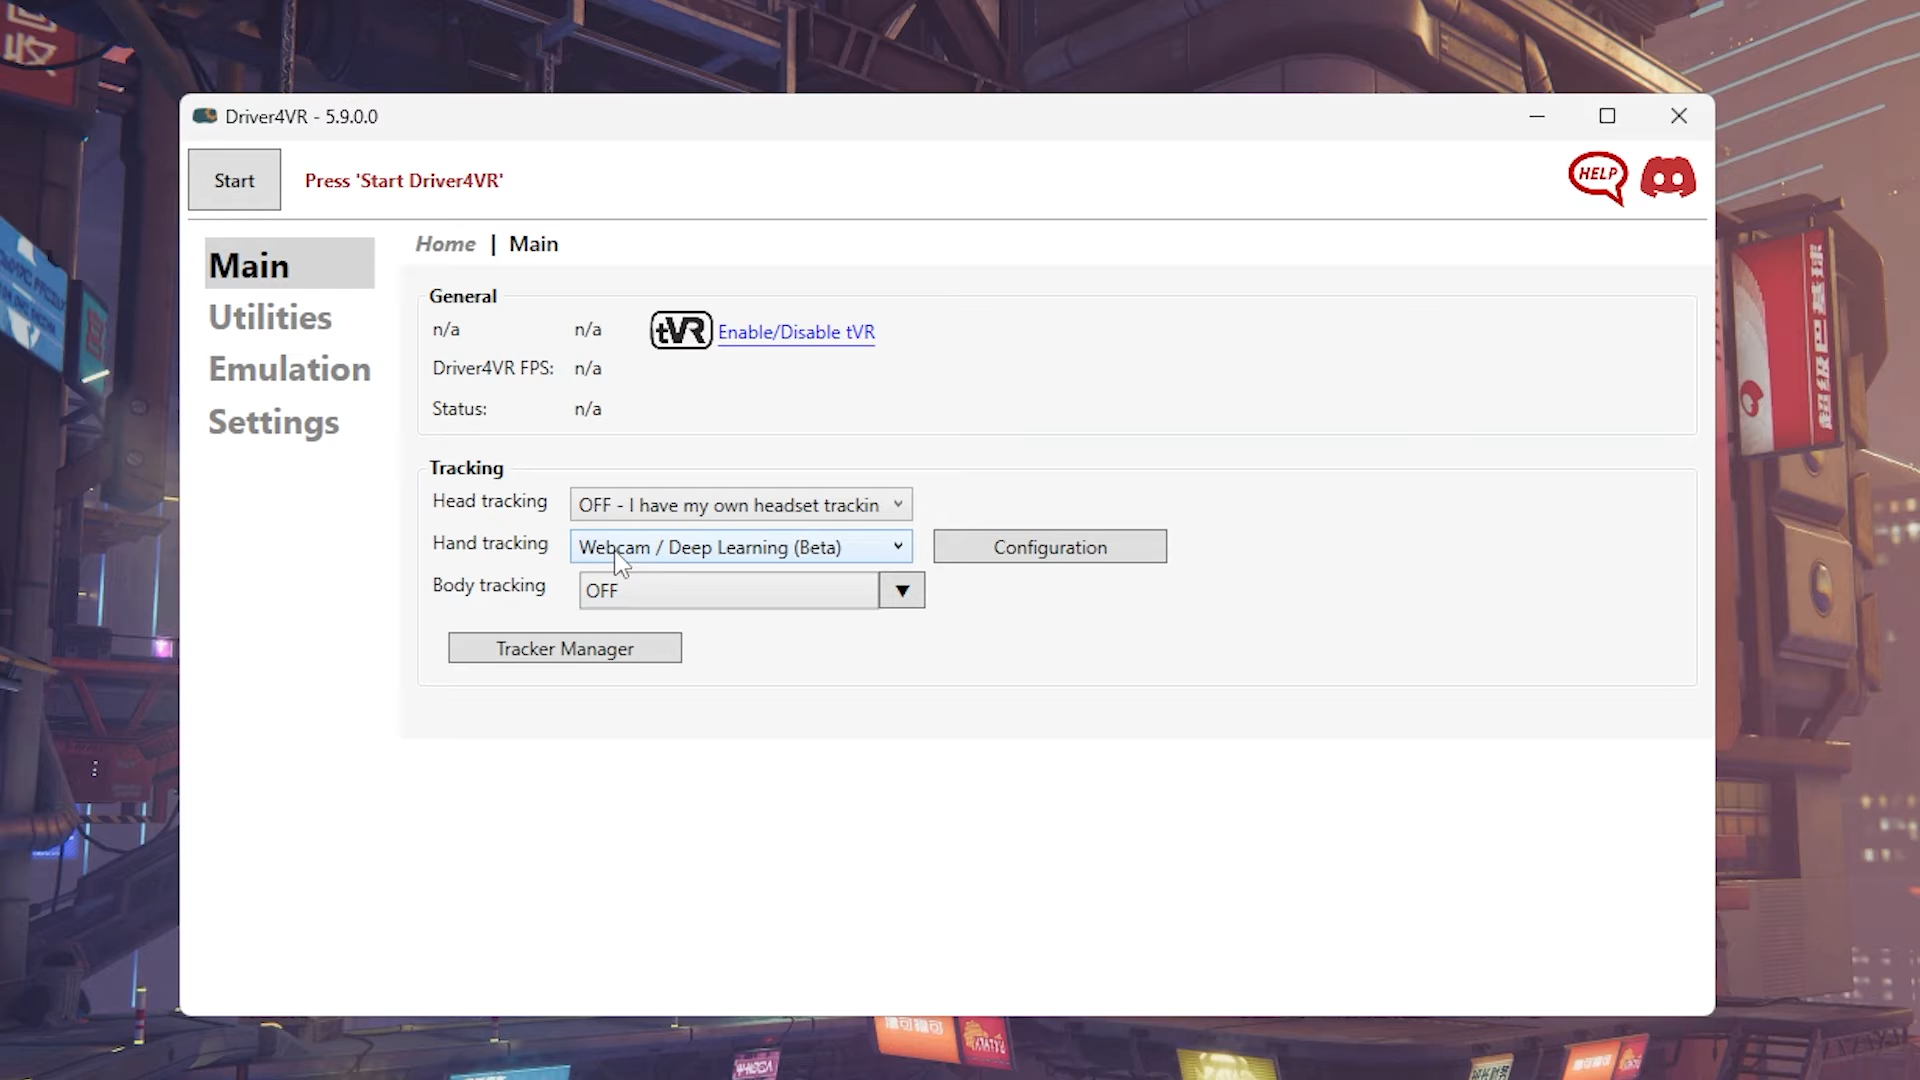 Driver4VR - 5.9.0.0
Start
Press 'Start Driver4VR'
HELP
Main
Utilities
Emulation
Settings
Home | Main
General
n/a n/a
tVR Enable/Disable tVR
Driver4VR FPS: n/a
Status: n/a
Tracking
Head tracking OFF - I have my own headset trackin
Hand tracking Webcam / Deep Learning (Beta) Configuration
Body tracking OFF
Tracker Manager